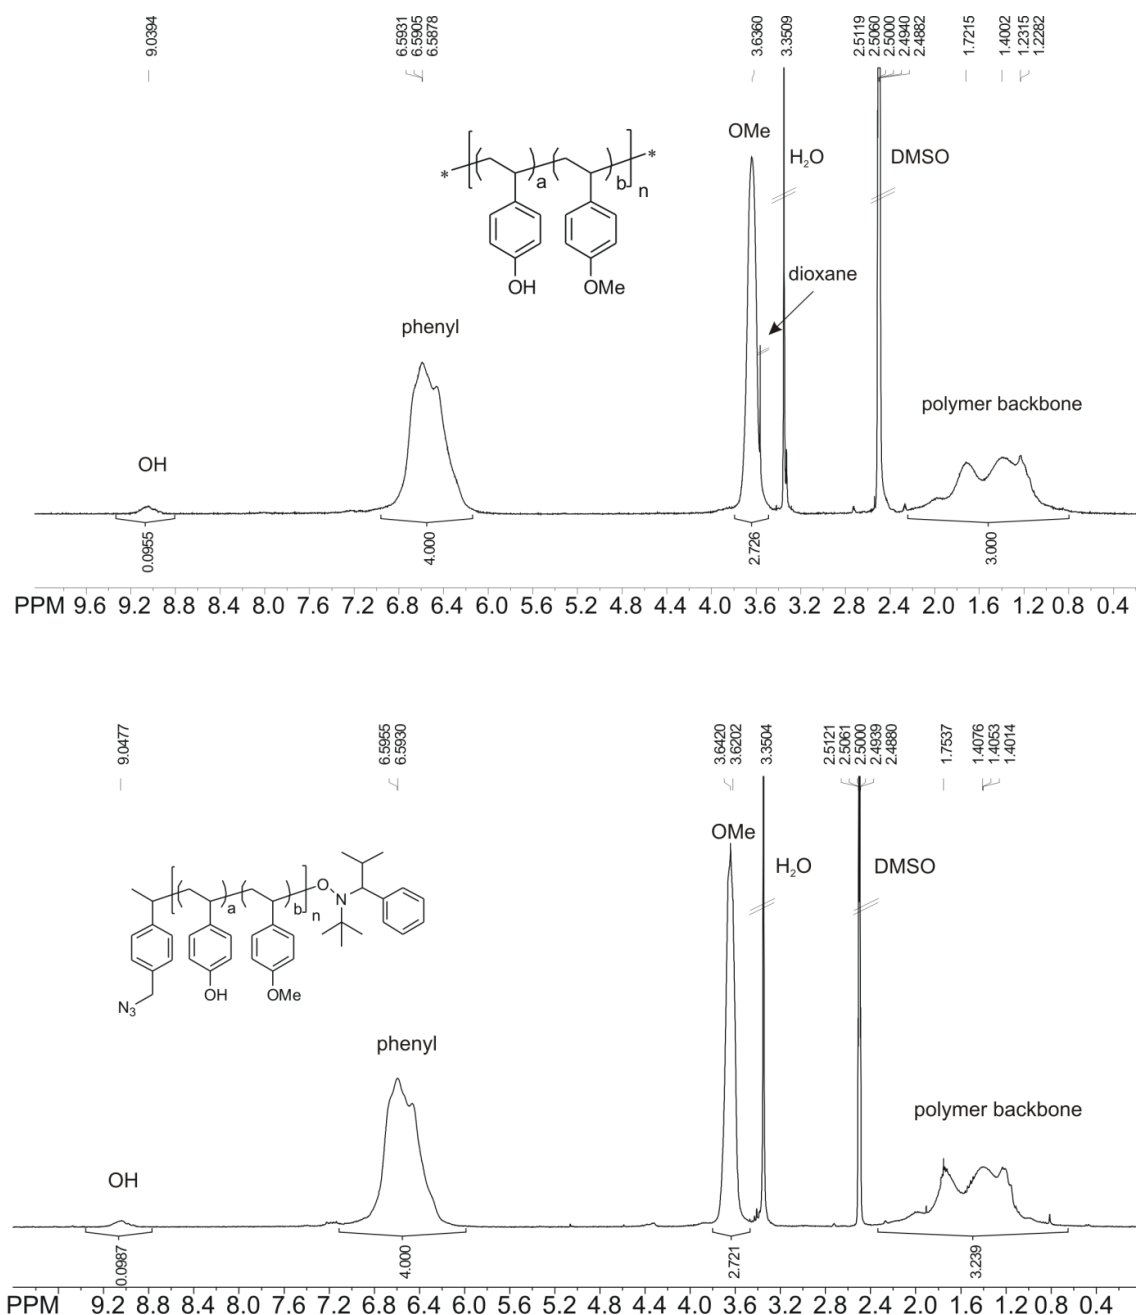 9.0394
6.5931
6.5905
6.5878
3.6360
3.3509
2.5119
2.5060
2.5000
2.4940
2.4882
1.7215
1.4002
1.2315
1.2282
OMe
H₂O
DMSO
* a b n *
OH
OMe
dioxane
phenyl
polymer backbone
OH
0.0955
4.000
2.726
3.000
PPM 9.6 9.2 8.8 8.4 8.0 7.6 7.2 6.8 6.4 6.0 5.6 5.2 4.8 4.4 4.0 3.6 3.2 2.8 2.4 2.0 1.6 1.2 0.8 0.4
9.0477
6.5955
6.5930
3.6420
3.6202
3.3504
2.5121
2.5061
2.5000
2.4939
2.4880
1.7537
1.4076
1.4053
1.4014
OMe
H₂O
DMSO
a b n O
N
N₃
OH
OMe
phenyl
polymer backbone
OH
0.0987
4.000
2.721
3.239
PPM 9.2 8.8 8.4 8.0 7.6 7.2 6.8 6.4 6.0 5.6 5.2 4.8 4.4 4.0 3.6 3.2 2.8 2.4 2.0 1.6 1.2 0.8 0.4